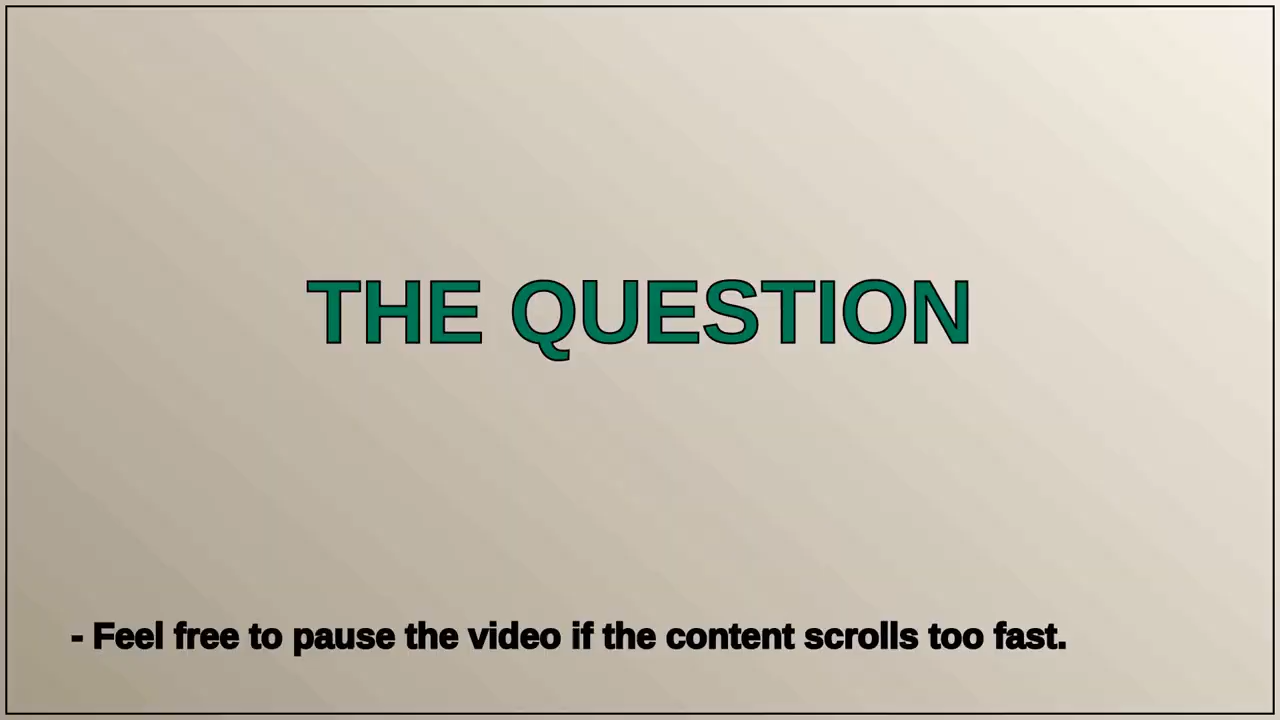 THE QUESTION
- Feel free to pause the video if the content scrolls too fast.